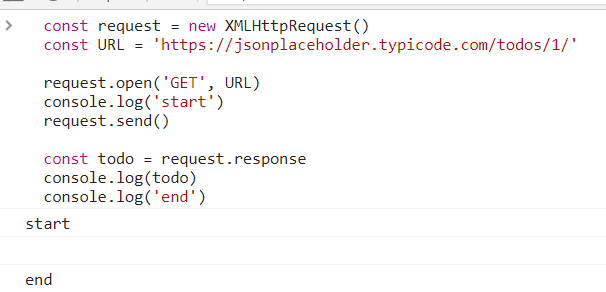 const request = new XMLHttpRequest()
const URL = 'https://jsonplaceholder.typicode.com/todos/1/'
request.open('GET', URL)
console.log('start')
request.send()
const todo = request.response
console.log(todo)
console.log('end')
start
end